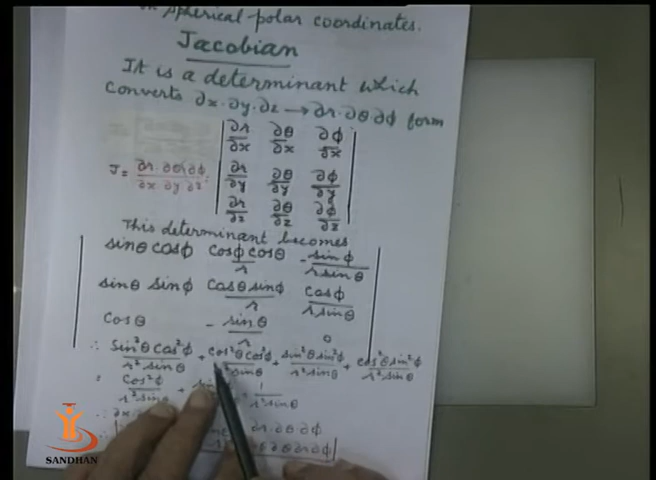 spherical polar coordinates.
Jacobian
It is a determinant which
converts ∂x·∂y·∂z → ∂r·∂θ∂φ form
J = ∂r·∂θ∂φ / ∂x ∂y ∂z · | ∂r/∂x ∂θ/∂x ∂φ/∂x |
| ∂r/∂y ∂θ/∂y ∂φ/∂y |
| ∂r/∂z ∂θ/∂z ∂φ/∂z |
This determinant becomes
| sinθ cosφ cosφ cosθ/r -sinφ/r sinθ |
| sinθ sinφ cosθ sinφ/r cosφ/r sinθ |
| cosθ -sinθ/r 0 |
∴ sin²θ cos²φ/r² sinθ + cos²θ cos²φ/r² sinθ + sin²θ sin²φ/r² sinθ + cos²θ sin²φ/r² sinθ
= cos²φ/r² sinθ + 1/r² sinθ
∴ ∂x ∂r·∂θ ∂φ
∂θ ∂r ∂φ
SANDHAN